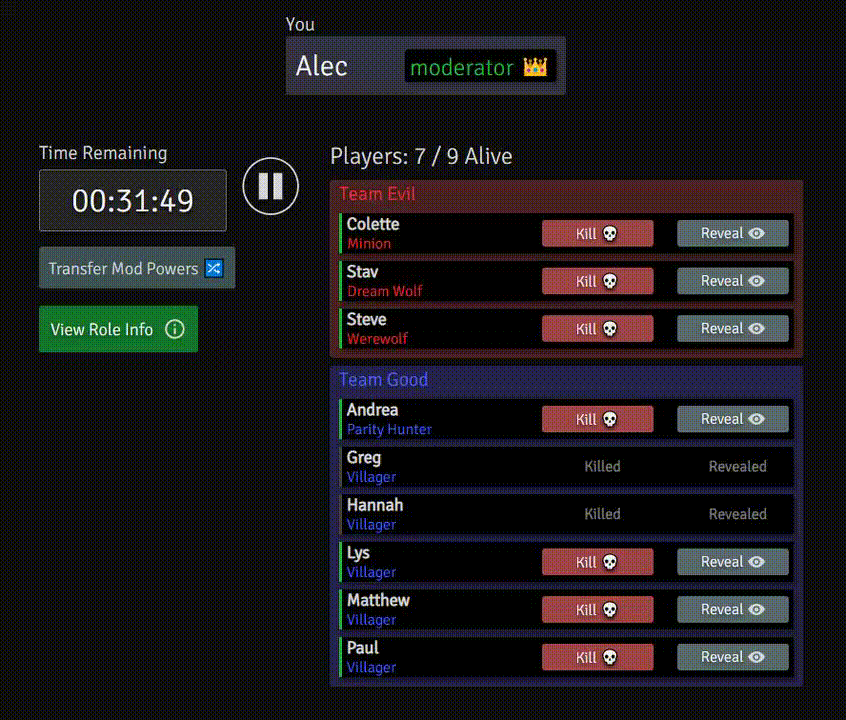 You
Alec
moderator 👑
Time Remaining
00:31:49
Transfer Mod Powers 🔀
View Role Info
Players: 7 / 9 Alive
Team Evil
Colette
Minion
Kill 💀 Reveal
Stav
Dream Wolf
Kill 💀 Reveal
Steve
Werewolf
Kill 💀 Reveal
Team Good
Andrea
Parity Hunter
Kill 💀 Reveal
Greg
Villager
Killed Revealed
Hannah
Villager
Killed Revealed
Lys
Villager
Kill 💀 Reveal
Matthew
Villager
Kill 💀 Reveal
Paul
Villager
Kill 💀 Reveal